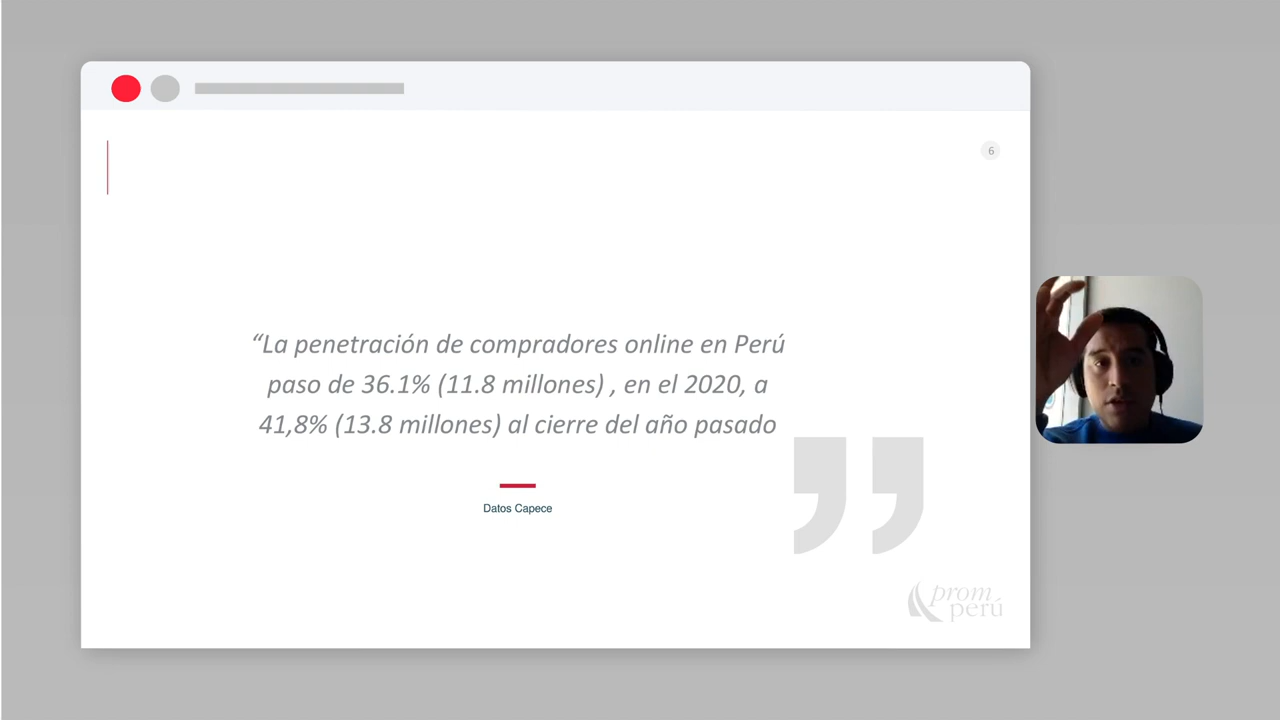 6
“La penetración de compradores online en Perú
paso de 36.1% (11.8 millones) , en el 2020, a
41,8% (13.8 millones) al cierre del año pasado
”
Datos Capece
prom
perú